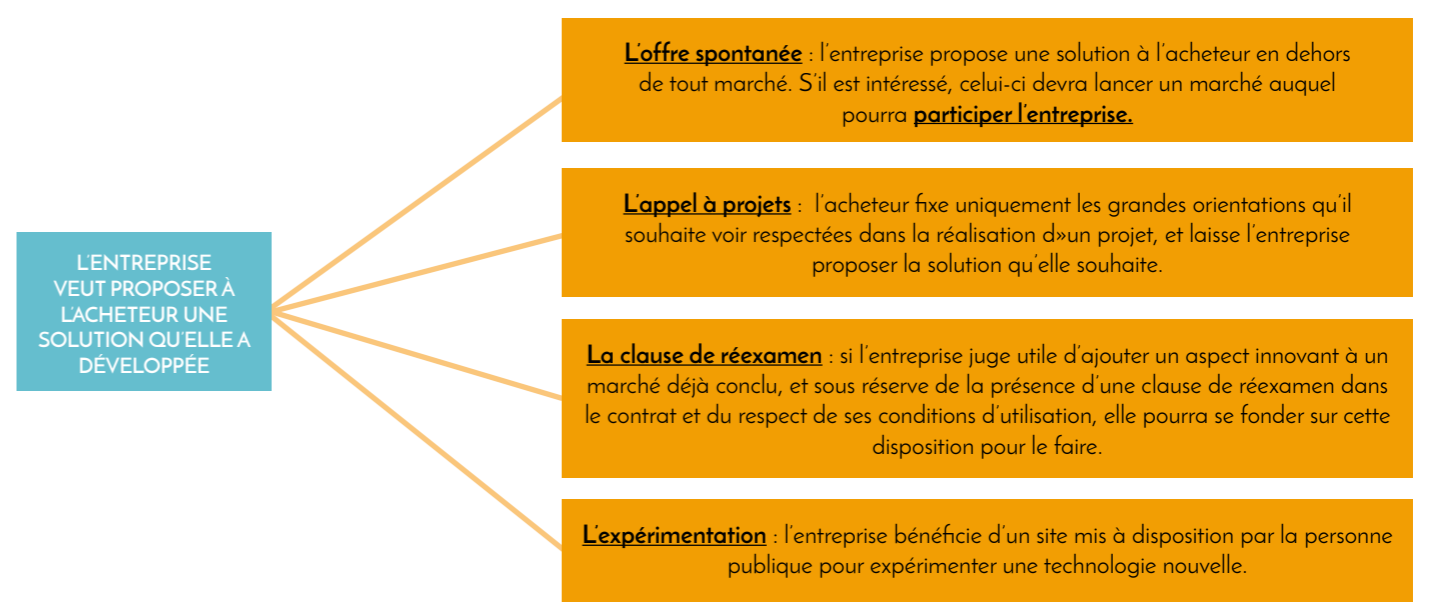 L'ENTREPRISE
VEUT PROPOSER À
L'ACHETEUR UNE
SOLUTION QU'ELLE A
DÉVELOPPÉE
L'offre spontanée : l'entreprise propose une solution à l'acheteur en dehors
de tout marché. S'il est intéressé, celui-ci devra lancer un marché auquel
pourra participer l'entreprise.
L'appel à projets :  l'acheteur fixe uniquement les grandes orientations qu'il
souhaite voir respectées dans la réalisation d»un projet, et laisse l'entreprise
proposer la solution qu'elle souhaite.
La clause de réexamen : si l'entreprise juge utile d'ajouter un aspect innovant à un
marché déjà conclu, et sous réserve de la présence d'une clause de réexamen dans
le contrat et du respect de ses conditions d'utilisation, elle pourra se fonder sur cette
disposition pour le faire.
L'expérimentation : l'entreprise bénéficie d'un site mis à disposition par la personne
publique pour expérimenter une technologie nouvelle.